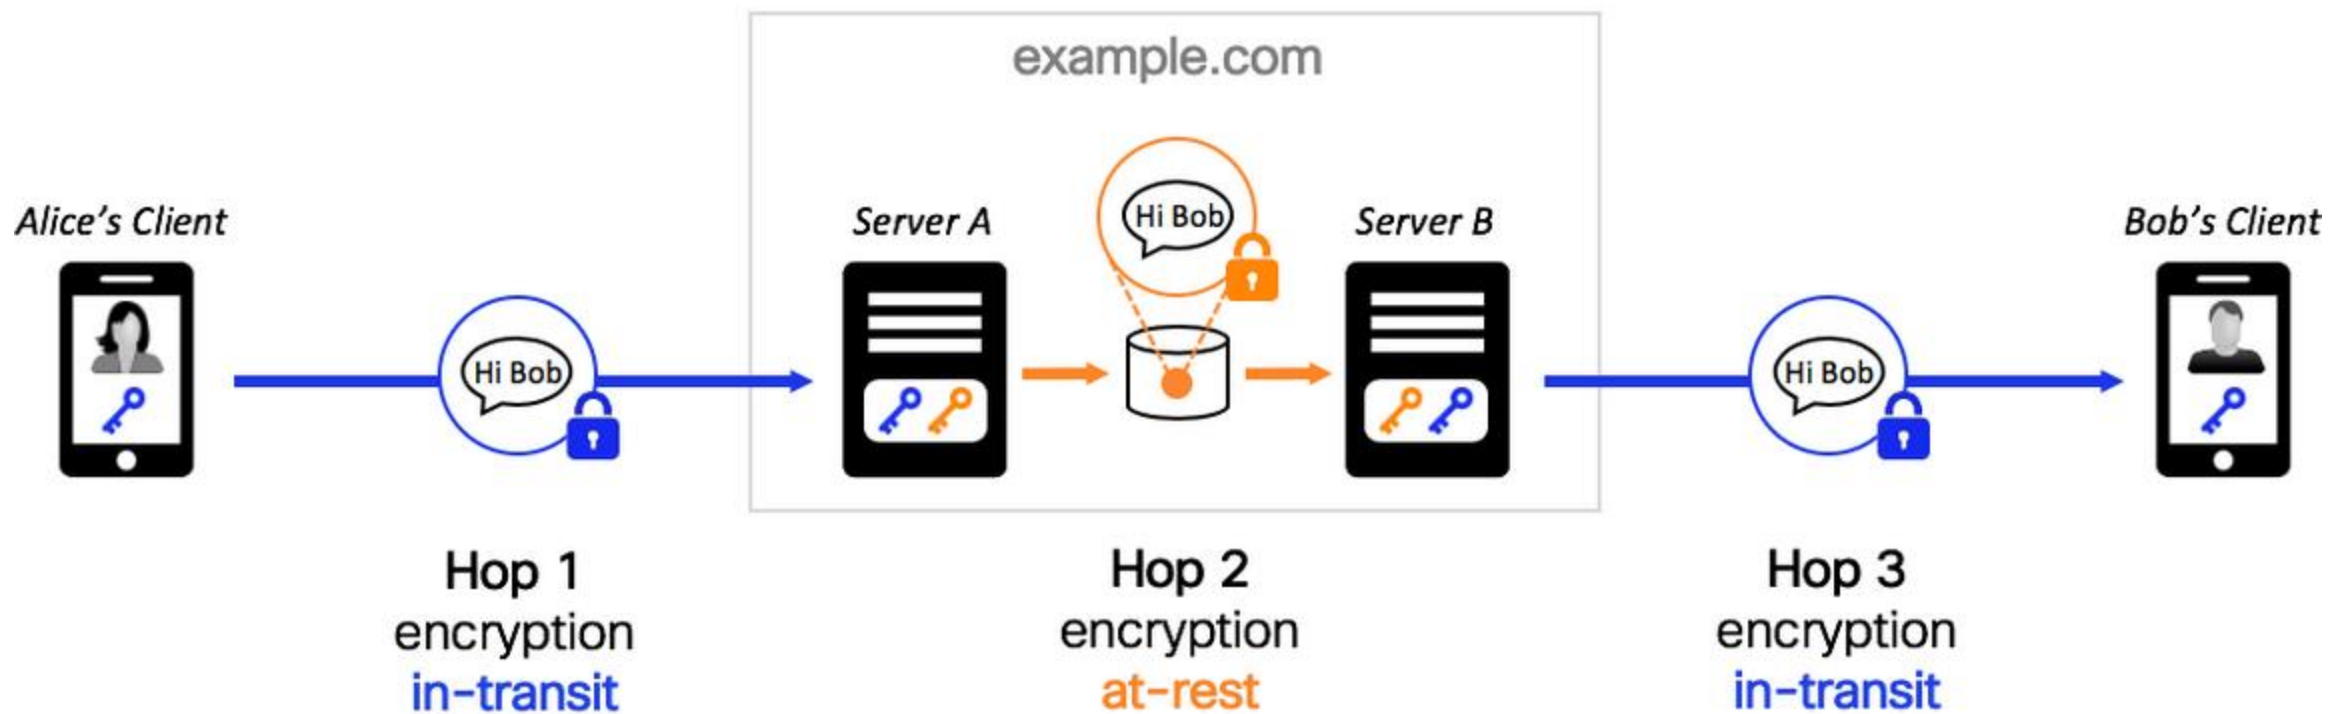 example.com
Alice's Client
Hi Bob
Server A
Hi Bob
Server B
Hi Bob
Bob's Client
Hop 1
encryption
in-transit
Hop 2
encryption
at-rest
Hop 3
encryption
in-transit